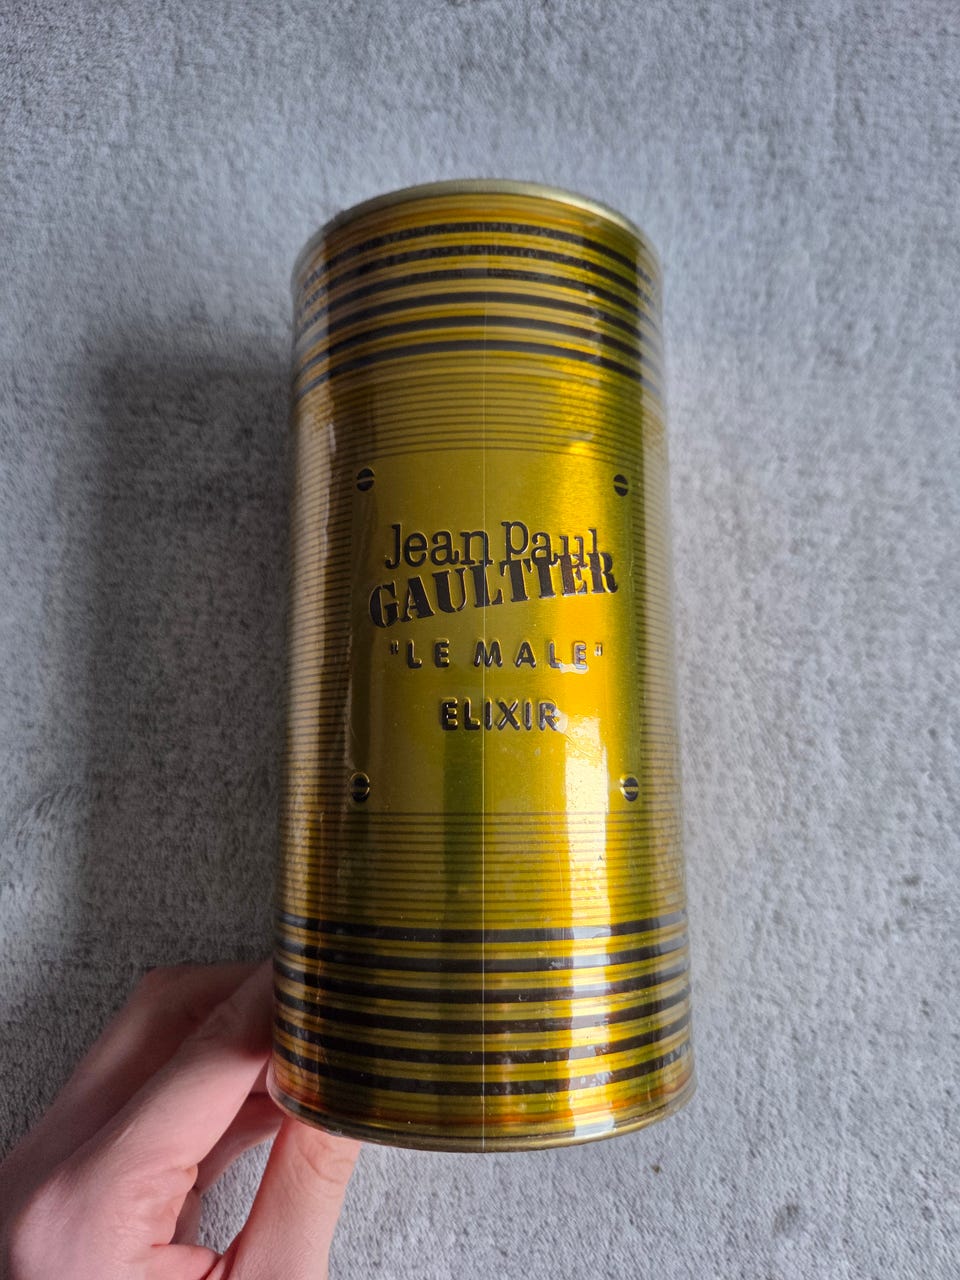 Jean Paul
GAULTIER
"LE MALE"
ELIXIR